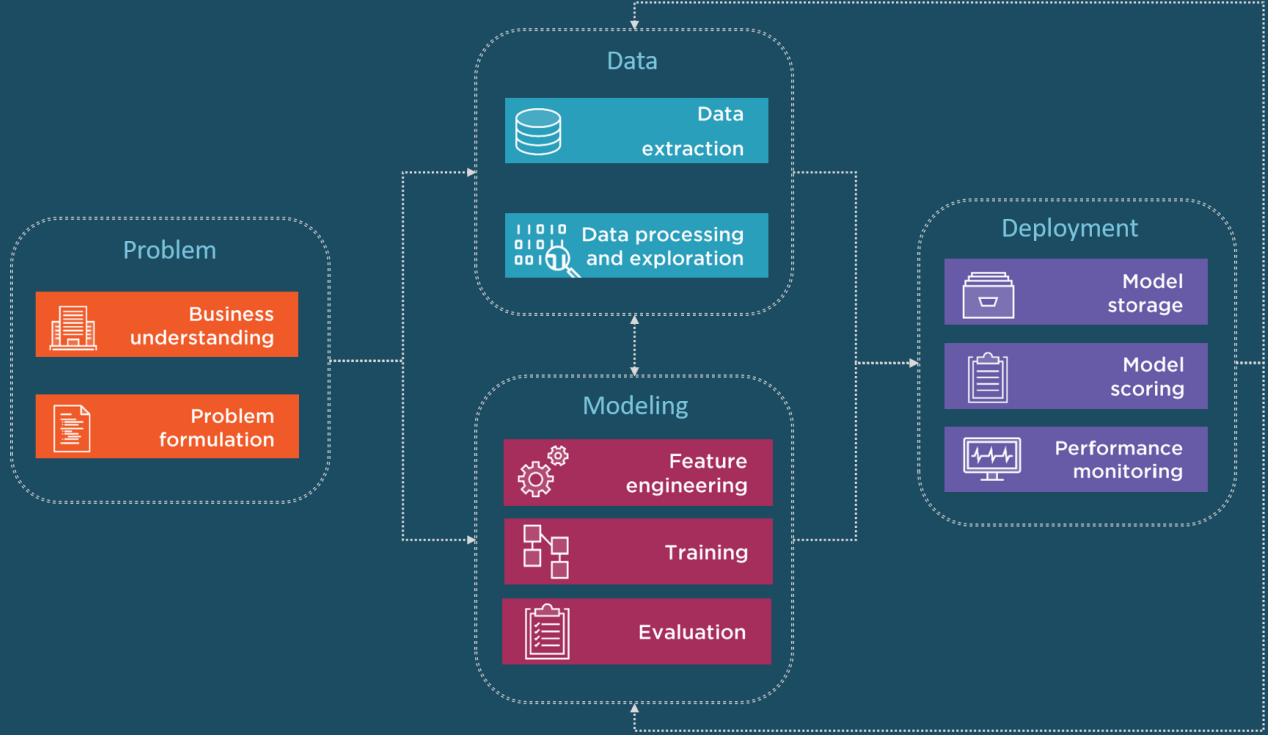 Problem
Business
understanding
Problem
formulation
Data
Data
extraction
11010
Data processing
and exploration
Modeling
Feature
engineering
Training
Evaluation
Deployment
Model
storage
Model
scoring
Performance
monitoring